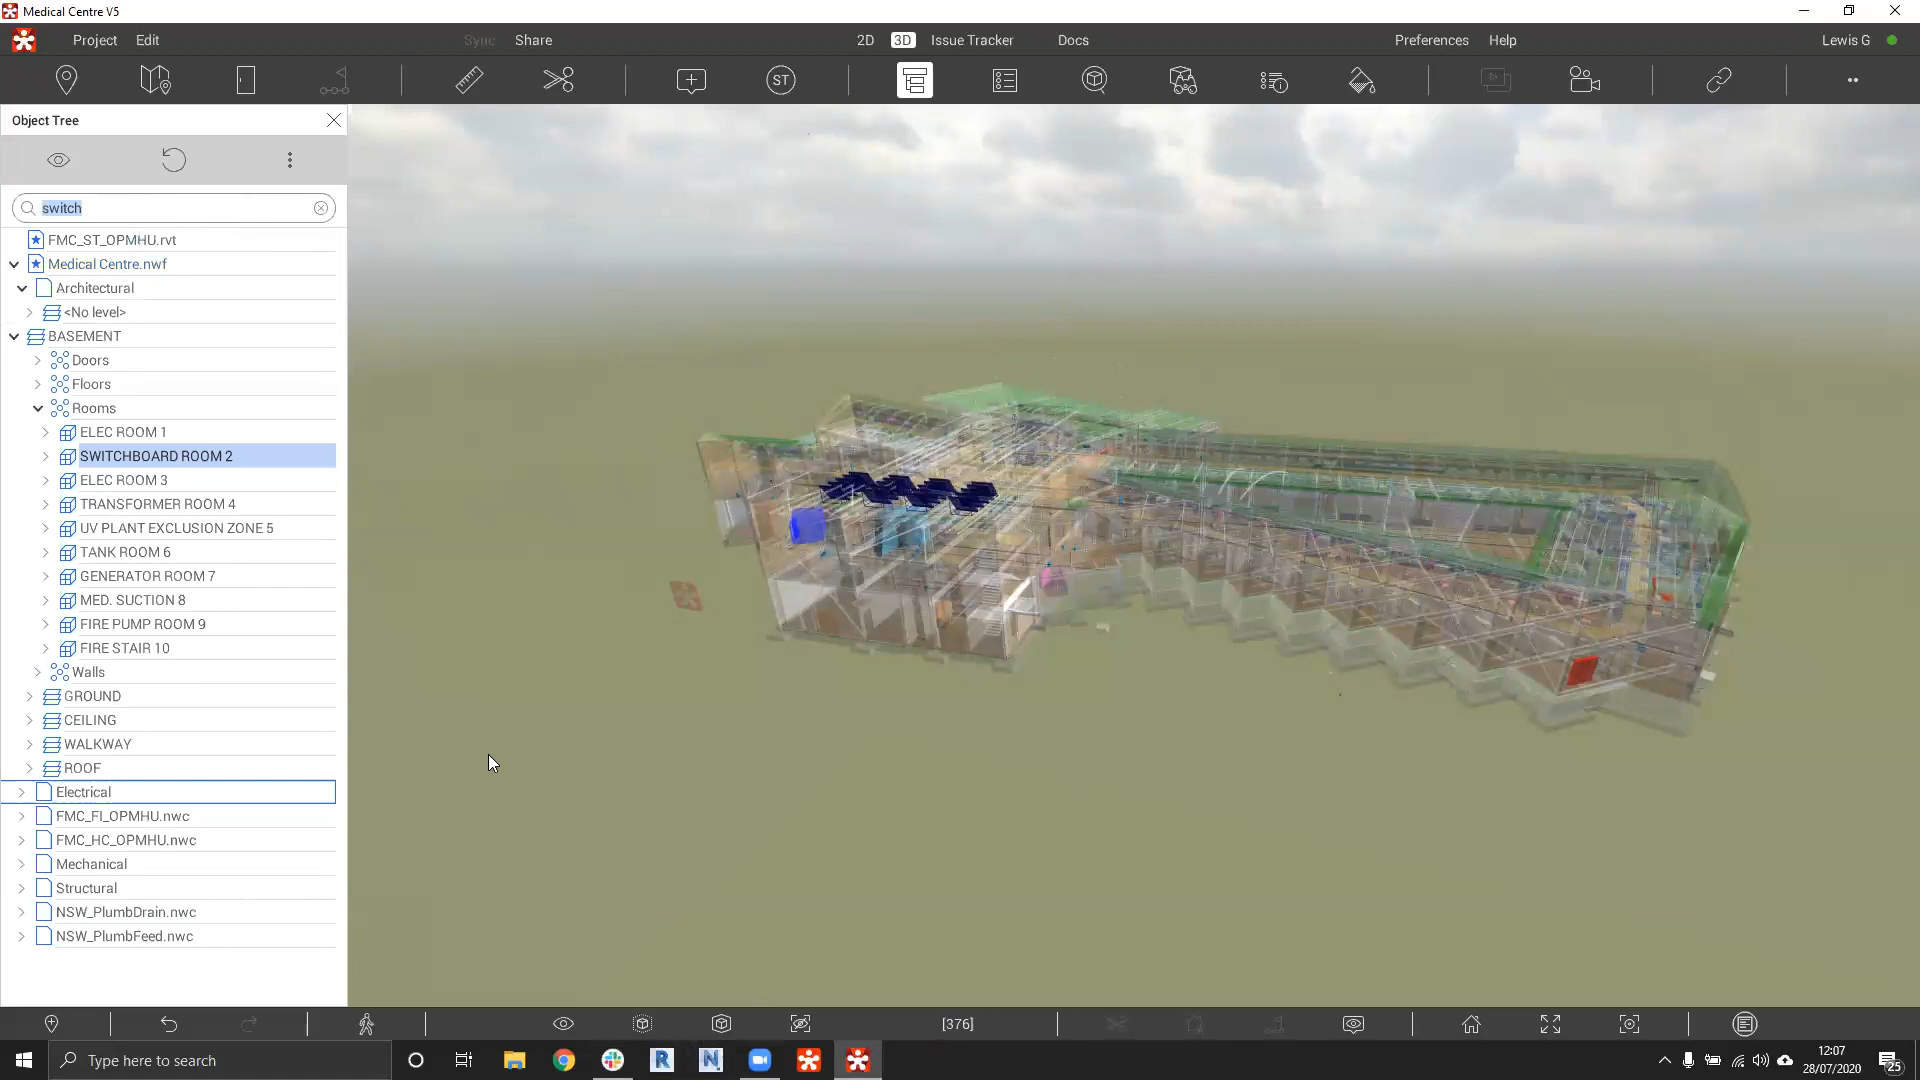 Medical Centre V5
Project Edit Sync Share 2D 3D Issue Tracker Docs Preferences Help Lewis G
ST
Object Tree
switch
FMC_ST_OPMHU.rvt
Medical Centre.nwf
Architectural
<No level>
BASEMENT
Doors
Floors
Rooms
ELEC ROOM 1
SWITCHBOARD ROOM 2
ELEC ROOM 3
TRANSFORMER ROOM 4
UV PLANT EXCLUSION ZONE 5
TANK ROOM 6
GENERATOR ROOM 7
MED. SUCTION 8
FIRE PUMP ROOM 9
FIRE STAIR 10
Walls
GROUND
CEILING
WALKWAY
ROOF
Electrical
FMC_FI_OPMHU.nwc
FMC_HC_OPMHU.nwc
Mechanical
Structural
NSW_PlumbDrain.nwc
NSW_PlumbFeed.nwc
[376]
Type here to search
R N
12:07
28/07/2020
25